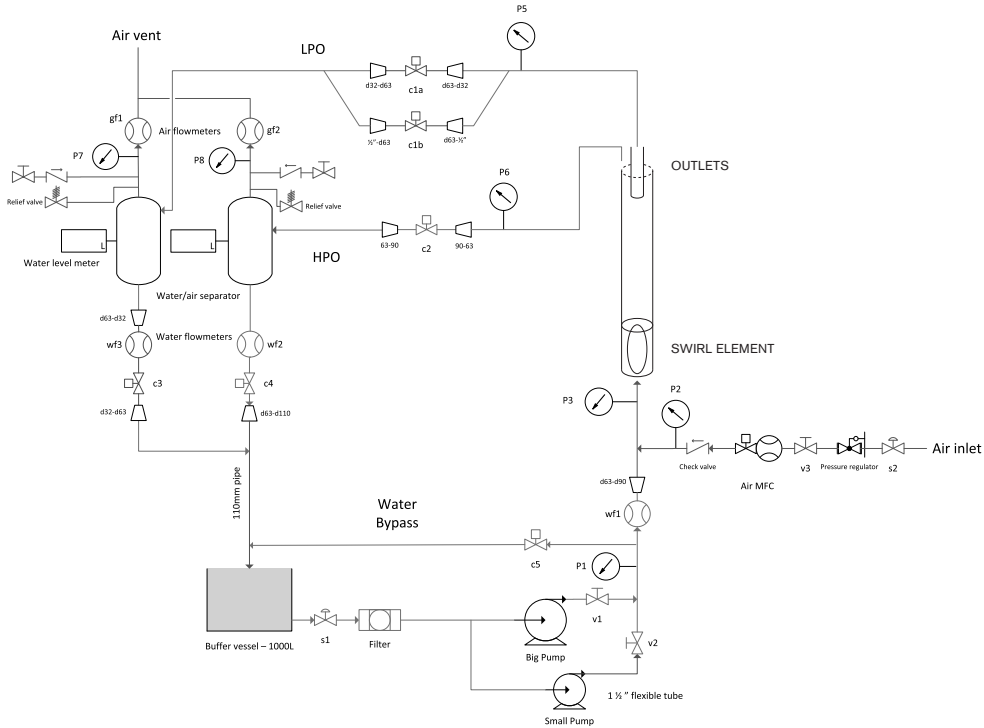 P5
Air vent
LPO
d32-d63
c1a
d63-d32
gf1
Air flowmeters
gf2
½”-d63
c1b
d63-½”
P7
P8
OUTLETS
P6
Relief valve
Relief valve
L
L
63-90
c2
90-63
HPO
Water level meter
Water/air separator
d63-d32
Water flowmeters
wf3
wf2
SWIRL ELEMENT
c3
c4
P3
P2
d32-d63
d63-d110
Air inlet
Check valve
v3
Pressure regulator
s2
Air MFC
d63-d90
110mm pipe
Water
Bypass
wf1
c5
P1
v1
s1
Buffer vessel – 1000L
Filter
Big Pump
v2
1 ½ ” flexible tube
Small Pump